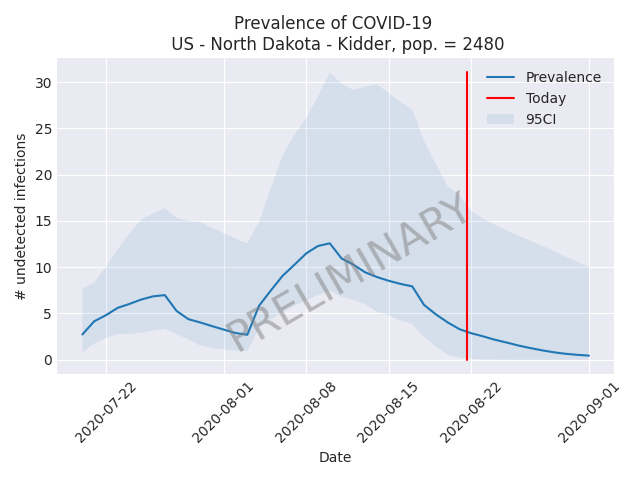 Prevalence of COVID-19
US - North Dakota - Kidder, pop. = 2480
Prevalence
Today
95CI
PRELIMINARY
# undetected infections
30
25
20
15
10
5
0
2020-07-22
2020-08-01
2020-08-08
2020-08-15
2020-08-22
2020-09-01
Date